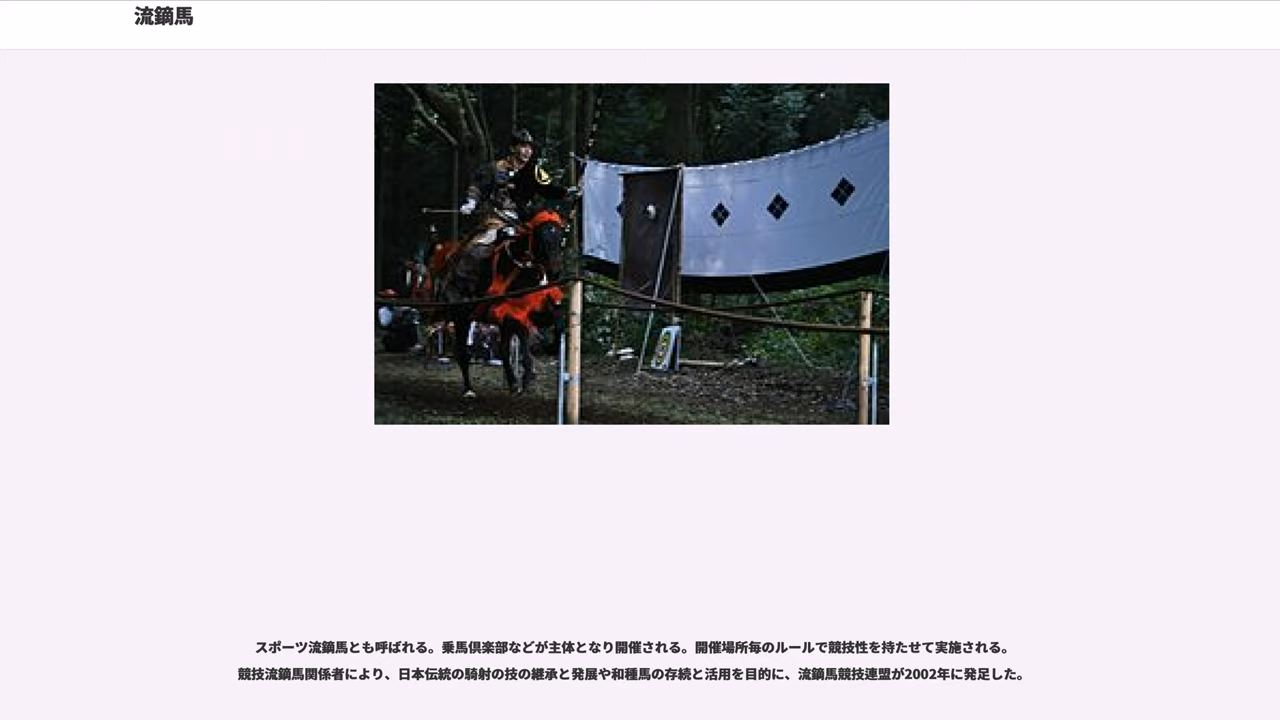 流鏑馬
スポーツ流鏑馬とも呼ばれる。乗馬倶楽部などが主体となり開催される。開催場所毎のルールで競技性を持たせて実施される。
競技流鏑馬関係者により、日本伝統の騎射の技の継承と発展や和種馬の存続と活用を目的に、流鏑馬競技連盟が2002年に発足した。